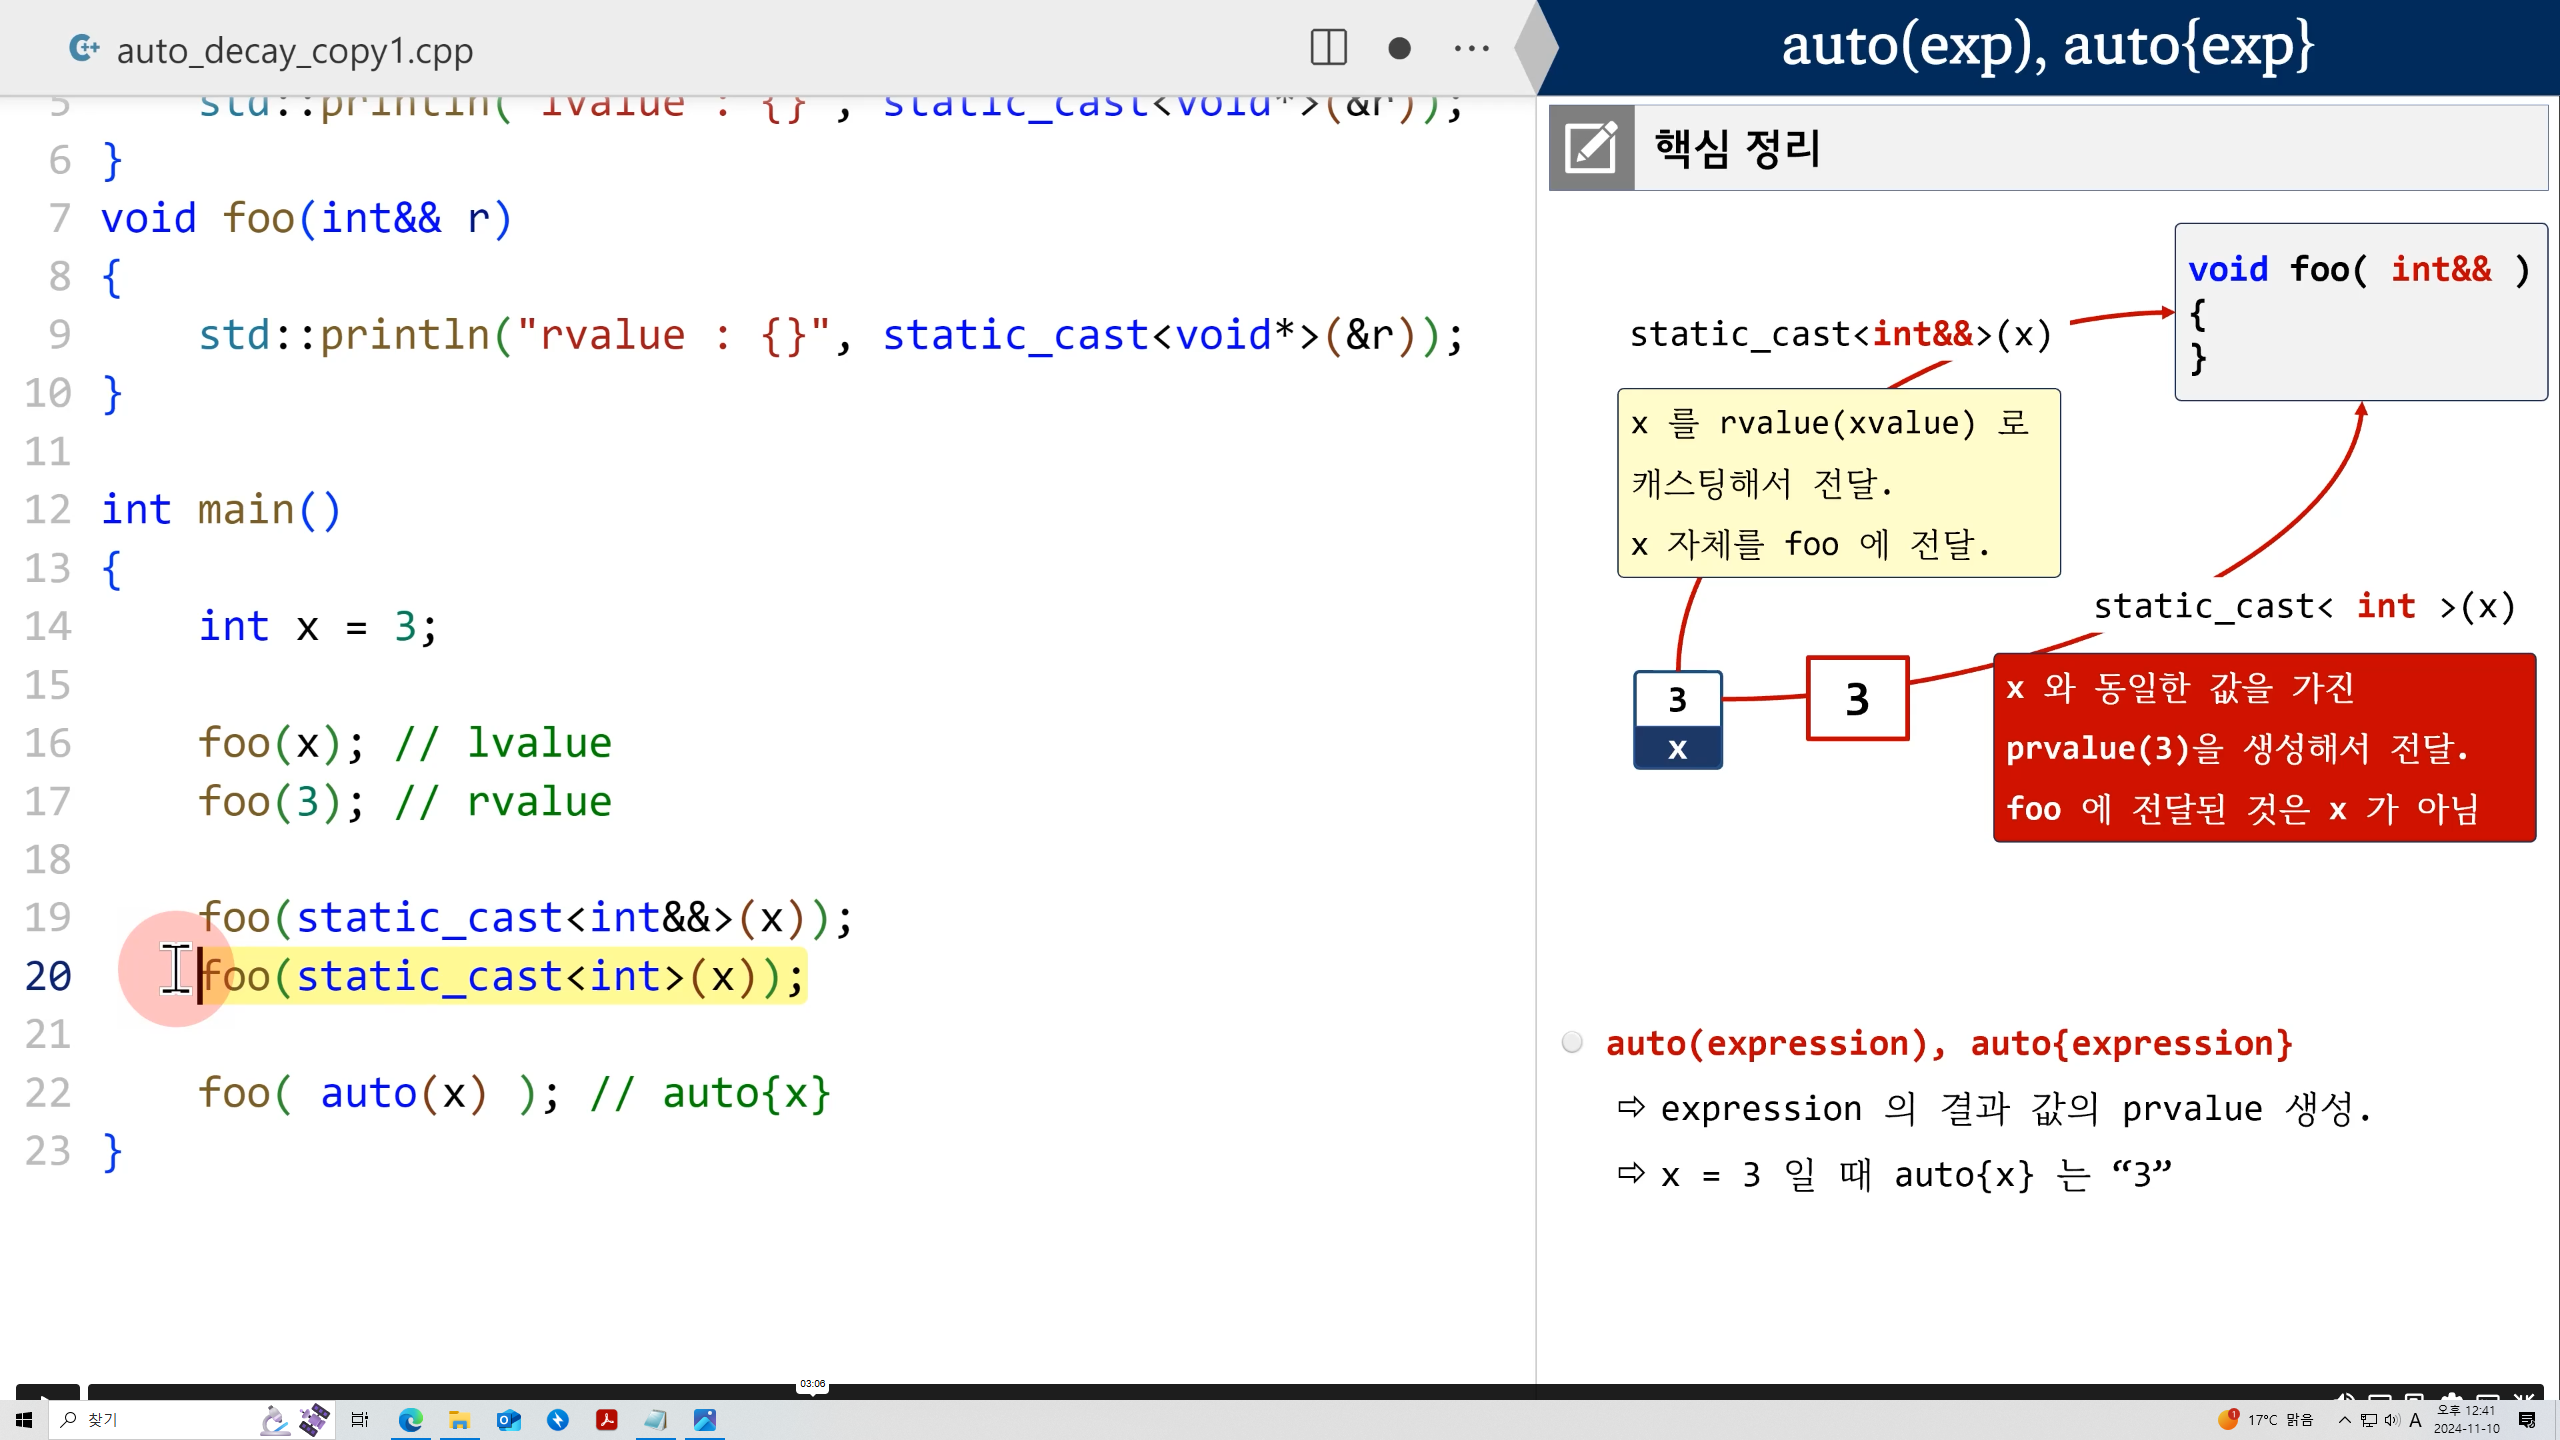 auto_decay_copy1.cpp
auto(exp), auto{exp}
5 std::println("lvalue : {}", static_cast<void*>(&r));
6 }
7 void foo(int&& r)
8 {
9 std::println("rvalue : {}", static_cast<void*>(&r));
10 }
11
12 int main()
13 {
14 int x = 3;
15
16 foo(x); // lvalue
17 foo(3); // rvalue
18
19 foo(static_cast<int&&>(x));
20 foo(static_cast<int>(x));
21
22 foo( auto(x) ); // auto{x}
23 }
핵심 정리
void foo( int&& )
{
}
static_cast<int&&>(x)
x 를 rvalue(xvalue) 로
캐스팅해서 전달.
x 자체를 foo 에 전달.
static_cast< int >(x)
3
x
3
x 와 동일한 값을 가진
prvalue(3)을 생성해서 전달.
foo 에 전달된 것은 x 가 아님
auto(expression), auto{expression}
⇨ expression 의 결과 값의 prvalue 생성.
⇨ x = 3 일 때 auto{x} 는 “3”
03:06
찾기
1
17°C 맑음
A
오후 12:41
2024-11-10